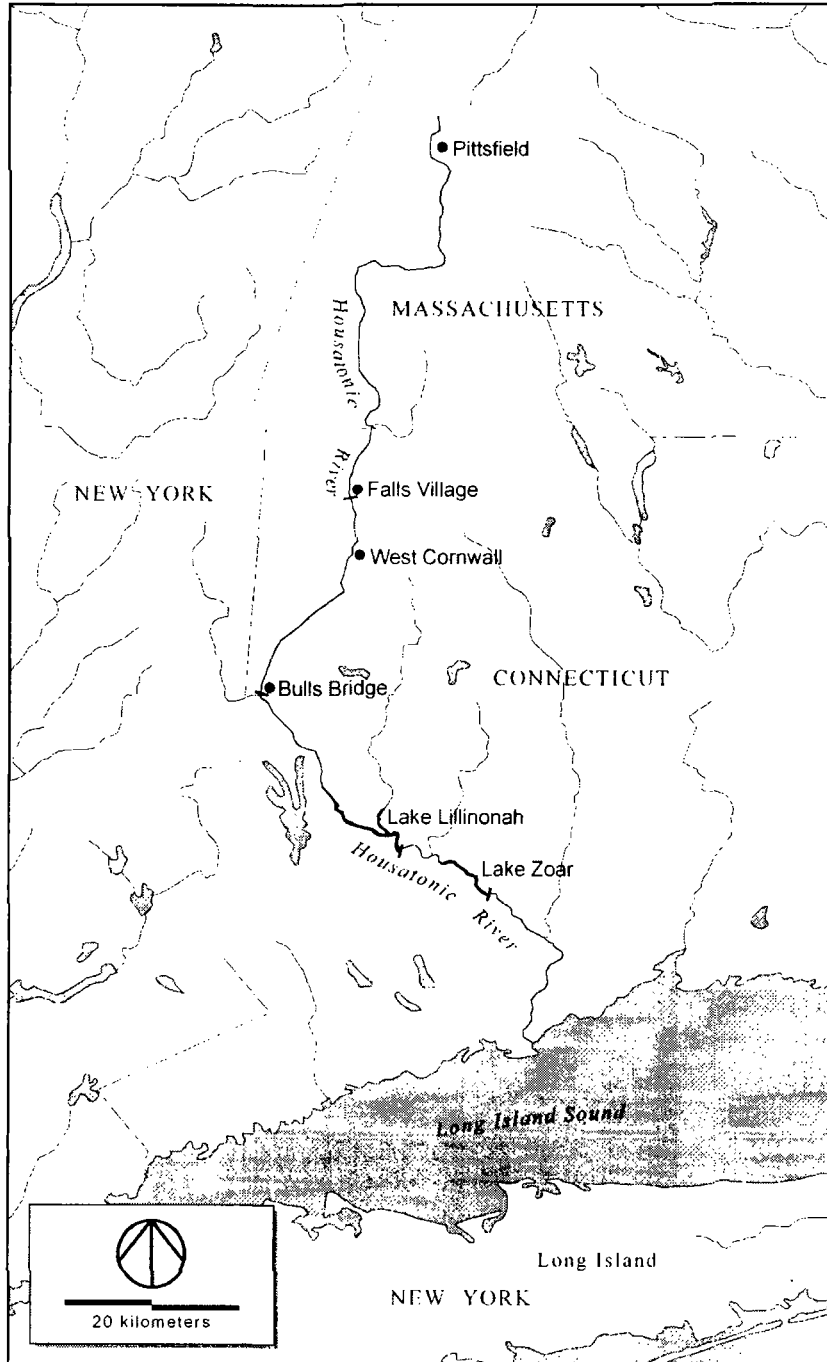 Pittsfield
MASSACHUSETTS
Housatonic
River
NEW YORK
Falls Village
West Cornwall
CONNECTICUT
Bulls Bridge
Lake Lillinonah
Housatonic River
Lake Zoar
Long Island Sound
Long Island
NEW YORK
20 kilometers